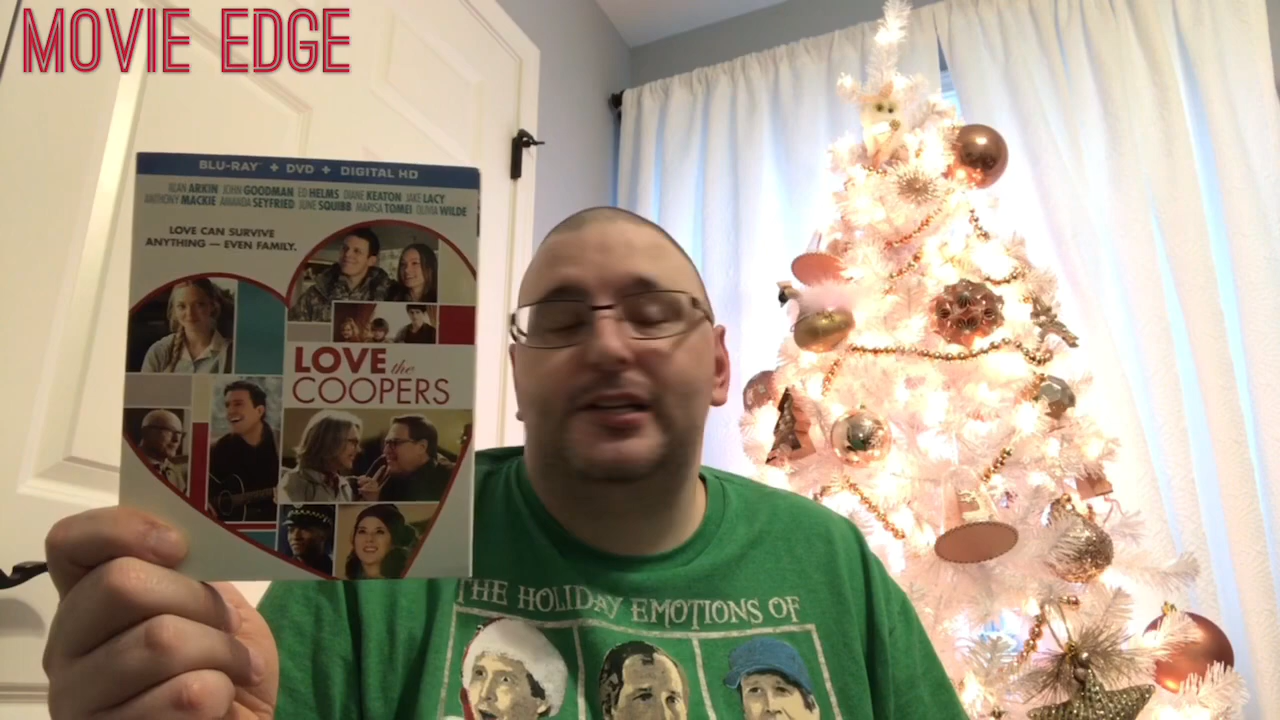 MOVIE EDGE
BLU-RAY™ + DVD + DIGITAL HD
ALAN ARKIN JOHN GOODMAN ED HELMS DIANE KEATON JAKE LACY
ANTHONY MACKIE AMANDA SEYFRIED JUNE SQUIBB MARISA TOMEI OLIVIA WILDE
LOVE CAN SURVIVE
ANYTHING — EVEN FAMILY.
LOVE the
COOPERS
THE HOLIDAY EMOTIONS OF